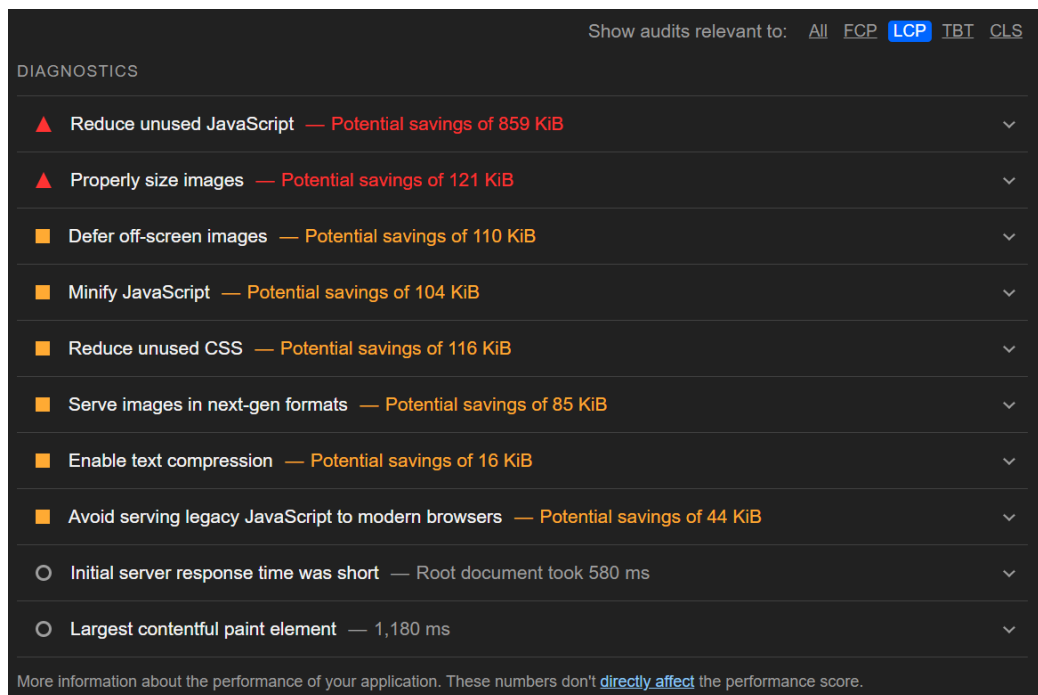 Show audits relevant to: All FCP LCP TBT CLS
DIAGNOSTICS
Reduce unused JavaScript — Potential savings of 859 KiB
Properly size images — Potential savings of 121 KiB
Defer off-screen images — Potential savings of 110 KiB
Minify JavaScript — Potential savings of 104 KiB
Reduce unused CSS — Potential savings of 116 KiB
Serve images in next-gen formats — Potential savings of 85 KiB
Enable text compression — Potential savings of 16 KiB
Avoid serving legacy JavaScript to modern browsers — Potential savings of 44 KiB
Initial server response time was short — Root document took 580 ms
Largest contentful paint element — 1,180 ms
More information about the performance of your application. These numbers don't directly affect the performance score.